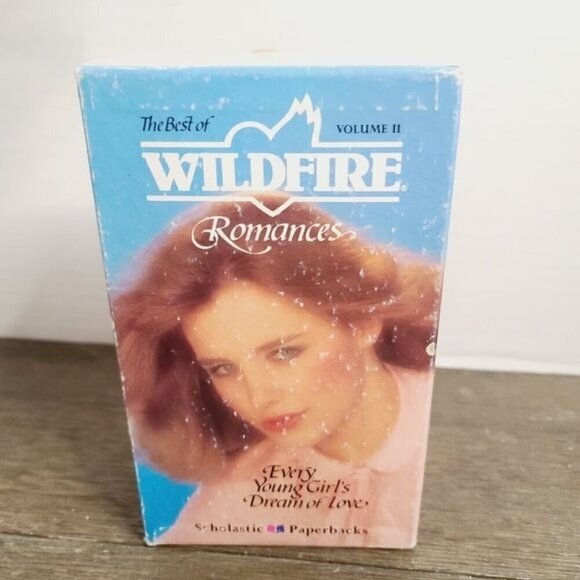 The Best of
VOLUME II
WILDFIRE®
Romances
Every
Young Girl's
Dream of Love
Scholastic Paperbacks